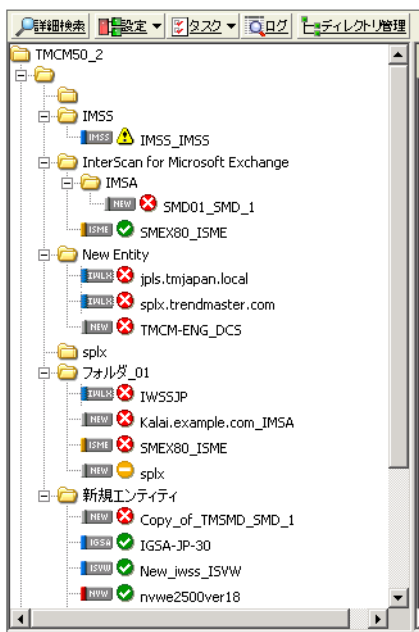 詳細検索 設定 タスク ログ ディレクトリ管理
TMCM50_2
IMSS
IMSS IMSS_IMSS
InterScan for Microsoft Exchange
IMSA
NEW SMD01_SMD_1
ISME SMEX80_ISME
New Entity
IWLX jpls.tmjapan.local
IWLX splx.trendmaster.com
NEW TMCM-ENG_DCS
splx
フォルダ_01
IWLX IWSSJP
NEW Kalai.example.com_IMSA
ISME SMEX80_ISME
NEW splx
新規エンティティ
NEW Copy_of_TMSMD_SMD_1
IGSA IGSA-JP-30
ISVW New_iwss_ISVW
NVW nvwe2500ver18